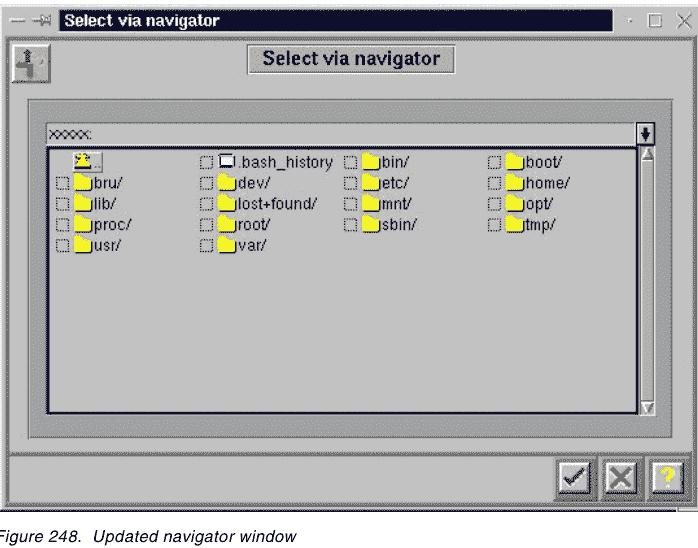 Select via navigator
Select via navigator
xxxxx:
.. .bash_history bin/ boot/
bru/ dev/ etc/ home/
lib/ lost+found/ mnt/ opt/
proc/ root/ sbin/ tmp/
usr/ var/
?
Figure 248. Updated navigator window